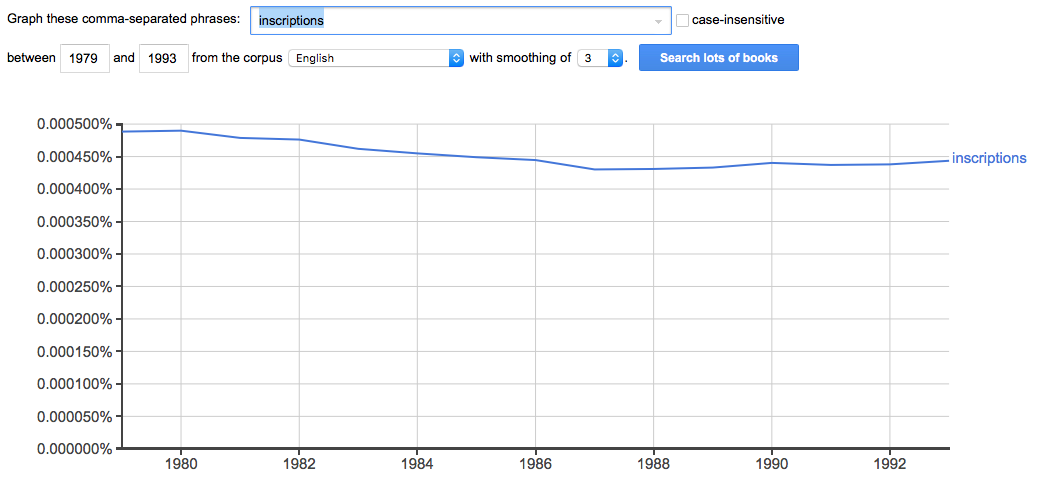 Graph these comma-separated phrases: inscriptions case-insensitive
between 1979 and 1993 from the corpus English with smoothing of 3 . Search lots of books
0.000500%
0.000450%
inscriptions
0.000400%
0.000350%
0.000300%
0.000250%
0.000200%
0.000150%
0.000100%
0.000050%
0.000000%
1980 1982 1984 1986 1988 1990 1992